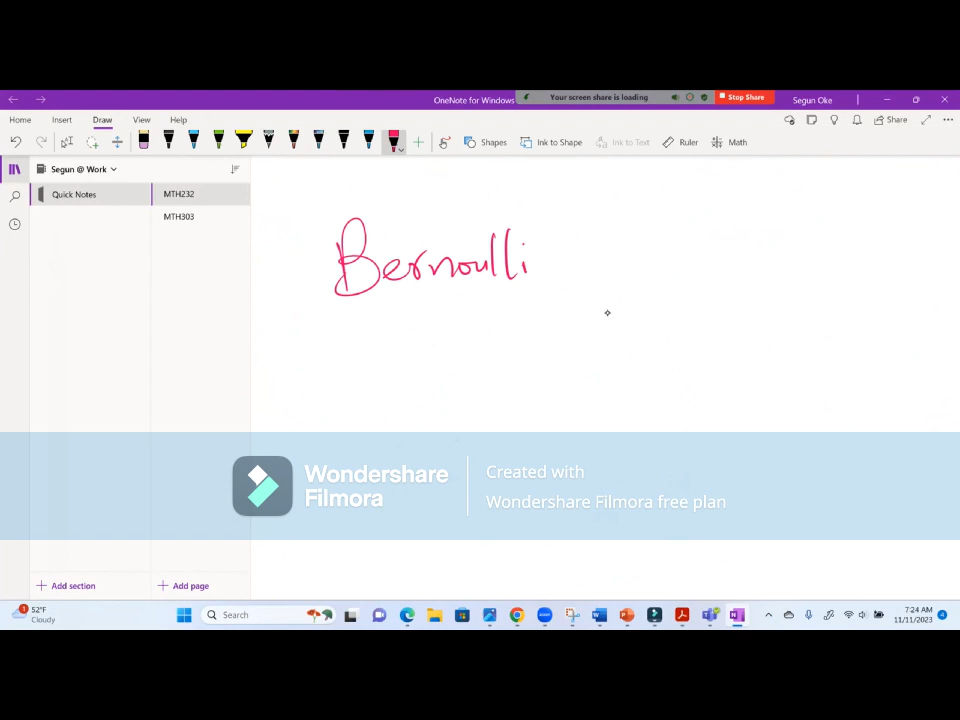 OneNote for Windows
Your screen share is loading
Stop Share
Segun Oke
Home Insert Draw View Help
Share
Shapes Ink to Shape Ink to Text Ruler Math
Segun @ Work
Quick Notes
MTH232
MTH303
Bernoulli
Wondershare
Filmora
Created with
Wondershare Filmora free plan
Add section
Add page
1
52°F
Cloudy
Search
7:24 AM
11/11/2023
4